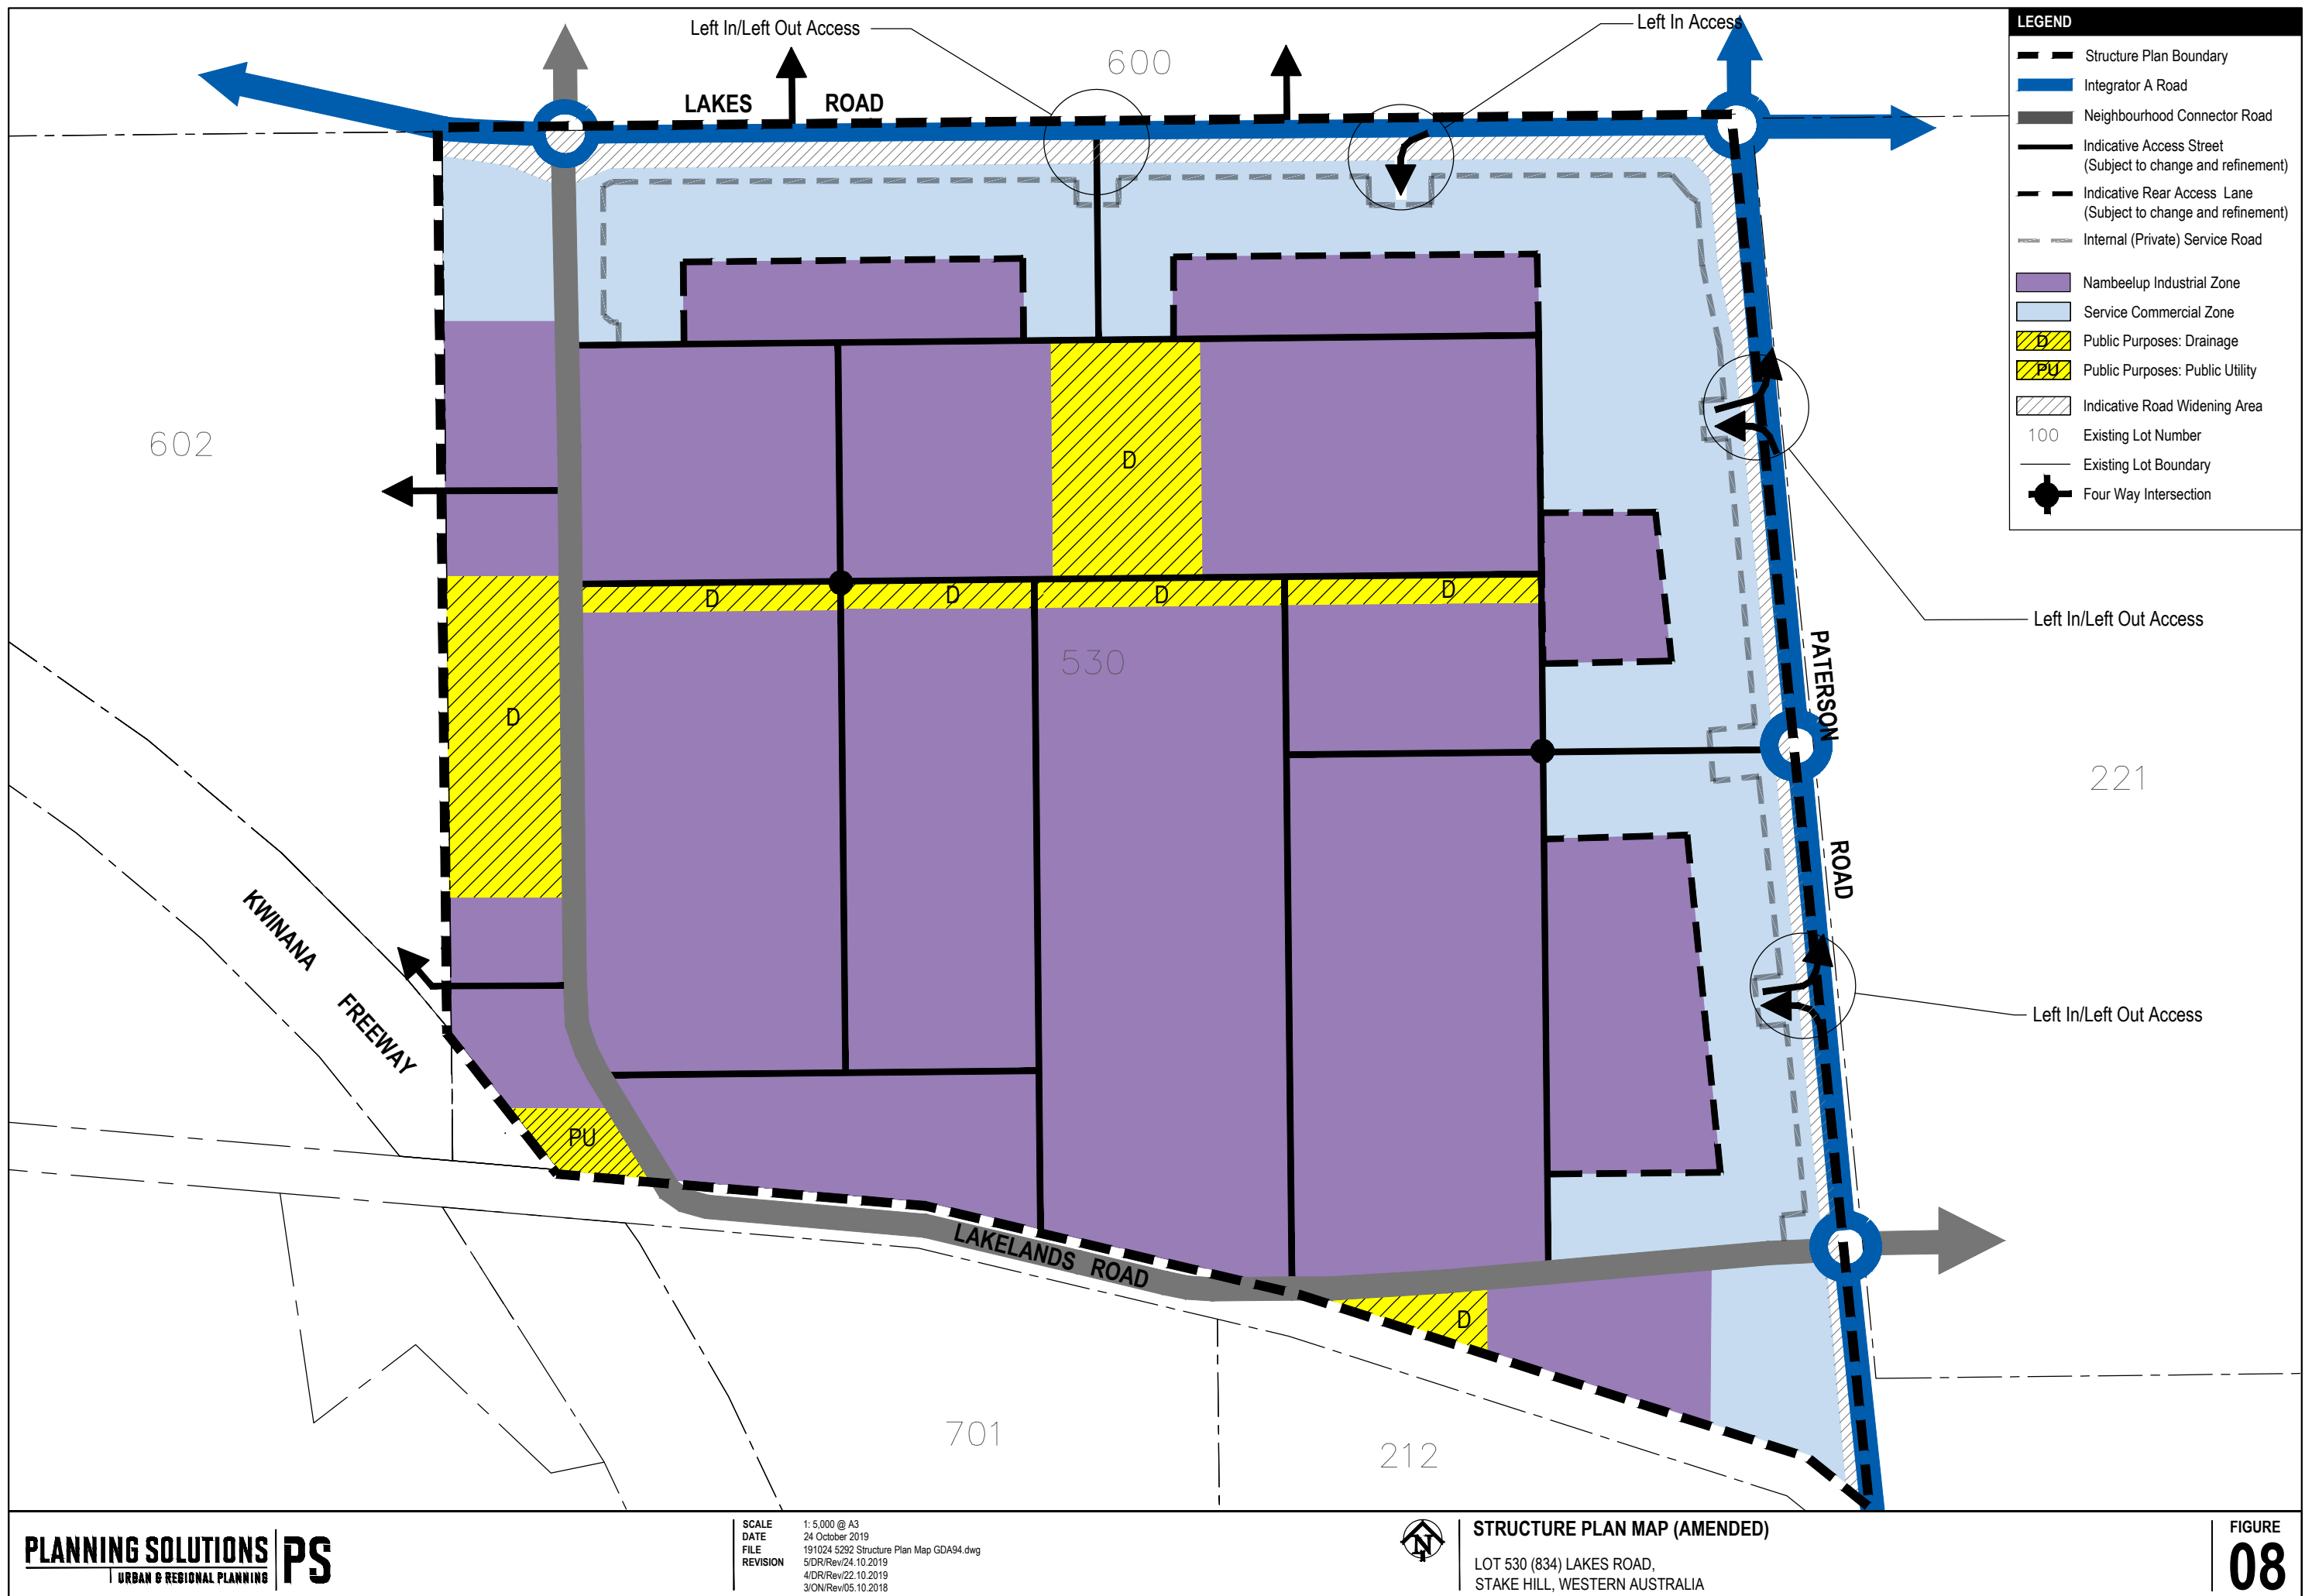 Left In/Left Out Access
Left In Access
600
LAKES ROAD
LEGEND
Structure Plan Boundary
Integrator A Road
Neighbourhood Connector Road
Indicative Access Street
(Subject to change and refinement)
Indicative Rear Access Lane
(Subject to change and refinement)
Internal (Private) Service Road
Nambeelup Industrial Zone
Service Commercial Zone
D Public Purposes: Drainage
PU Public Purposes: Public Utility
Indicative Road Widening Area
100 Existing Lot Number
Existing Lot Boundary
Four Way Intersection
602
D
D
D
D
D
Left In/Left Out Access
530
PATERSON
ROAD
D
221
KWINANA
FREEWAY
Left In/Left Out Access
PU
LAKELANDS ROAD
D
701
212
PLANNING SOLUTIONS PS
URBAN & REGIONAL PLANNING
SCALE 1: 5,000 @ A3
DATE 24 October 2019
FILE 191024 5292 Structure Plan Map GDA94.dwg
REVISION 5/DR/Rev/24.10.2019
4/DR/Rev/22.10.2019
3/ON/Rev/05.10.2018
N
STRUCTURE PLAN MAP (AMENDED)
LOT 530 (834) LAKES ROAD,
STAKE HILL, WESTERN AUSTRALIA
FIGURE
08